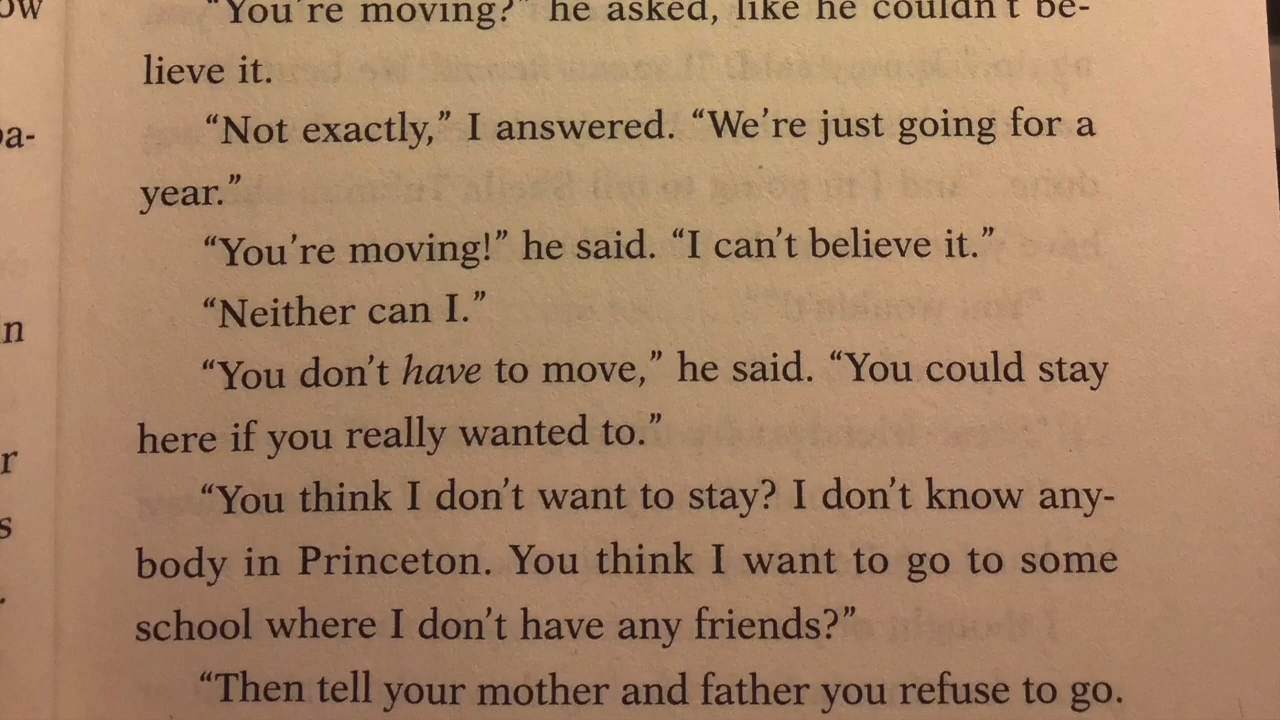 "You're moving?" he asked, like he couldn't be-
lieve it.
"Not exactly," I answered. "We're just going for a
year."
"You're moving!" he said. "I can't believe it."
"Neither can I."
"You don't have to move," he said. "You could stay
here if you really wanted to."
"You think I don't want to stay? I don't know any-
body in Princeton. You think I want to go to some
school where I don't have any friends?"
"Then tell your mother and father you refuse to go.